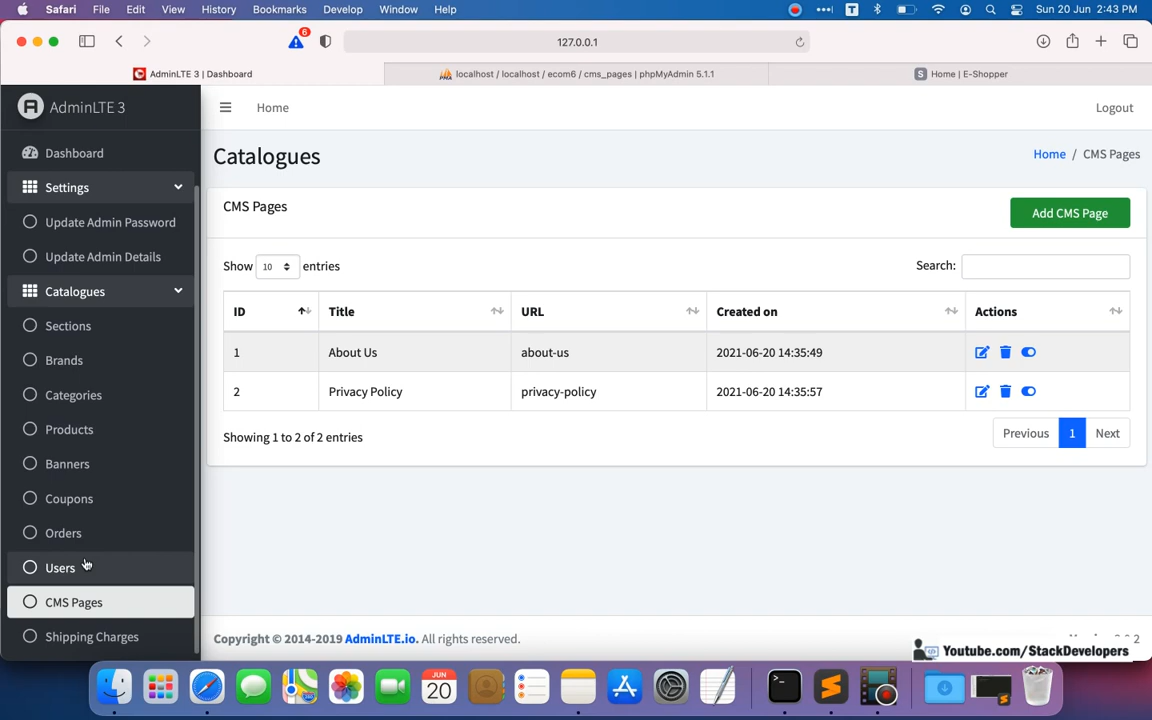 Safari File Edit View History Bookmarks Develop Window Help Sun 20 Jun 2:43 PM
6
127.0.0.1
AdminLTE 3 | Dashboard
localhost / localhost / ecom6 / cms_pages | phpMyAdmin 5.1.1
S Home | E-Shopper
AdminLTE 3
Home
Logout
Dashboard
Settings
Update Admin Password
Update Admin Details
Catalogues
Sections
Brands
Categories
Products
Banners
Coupons
Orders
Users
CMS Pages
Shipping Charges
Catalogues
Home / CMS Pages
CMS Pages
Add CMS Page
Show 10 entries
Search:
ID Title URL Created on Actions
1 About Us about-us 2021-06-20 14:35:49
2 Privacy Policy privacy-policy 2021-06-20 14:35:57
Showing 1 to 2 of 2 entries
Previous 1 Next
Copyright © 2014-2019 AdminLTE.io. All rights reserved.
Youtube.com/StackDevelopers
JUN
20